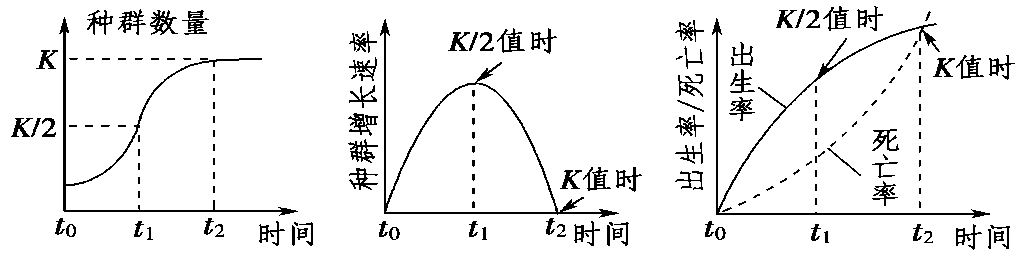 种群数量
K
K/2
t0
t1
t2
时间
种群增长速率
K/2值时
K值时
t0
t1
t2
时间
出生率/死亡率
K/2值时
出生率
K值时
死亡率
t0
t1
t2
时间